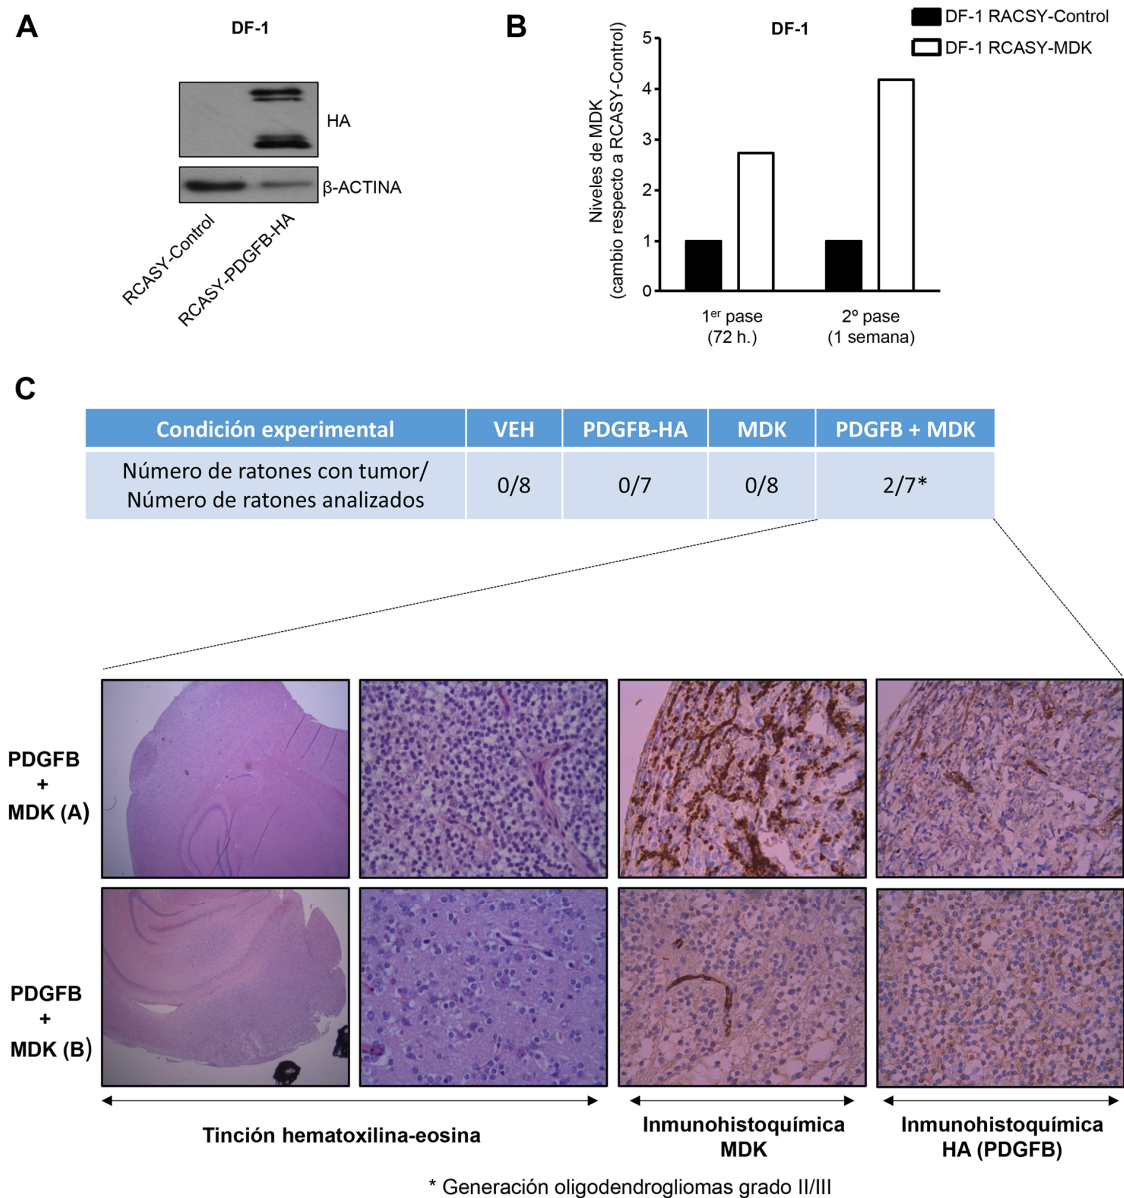 A
DF-1
HA
β-ACTINA
RCASY-Control
RCASY-PDGFB-HA
B
DF-1
DF-1 RACSY-Control
DF-1 RCASY-MDK
Niveles de MDK
(cambio respecto a RCASY-Control)
5
4
3
2
1
0
1er pase
(72 h.)
2º pase
(1 semana)
C
Condición experimental VEH PDGFB-HA MDK PDGFB + MDK
Número de ratones con tumor/
Número de ratones analizados
0/8 0/7 0/8 2/7*
PDGFB
+
MDK (A)
PDGFB
+
MDK (B)
Tinción hematoxilina-eosina
Inmunohistoquímica
MDK
Inmunohistoquímica
HA (PDGFB)
* Generación oligodendrogliomas grado II/III